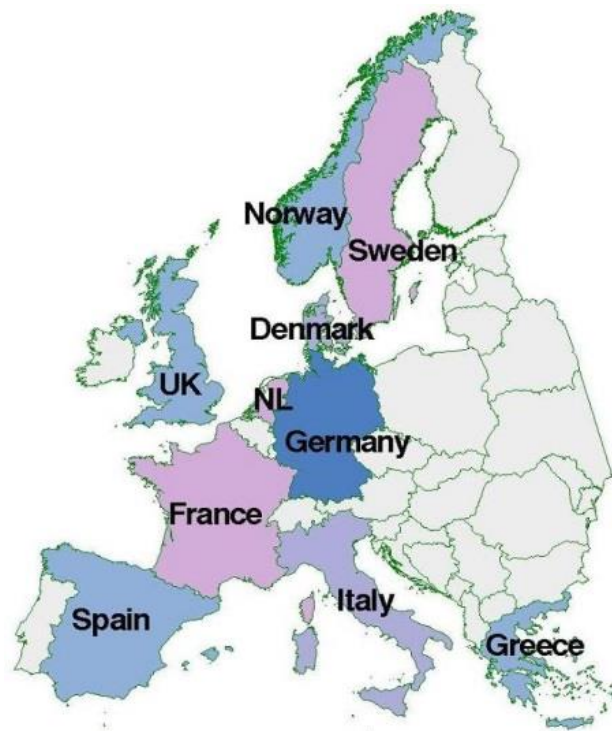 Norway
Sweden
Denmark
UK
NL
Germany
France
Italy
Spain
Greece